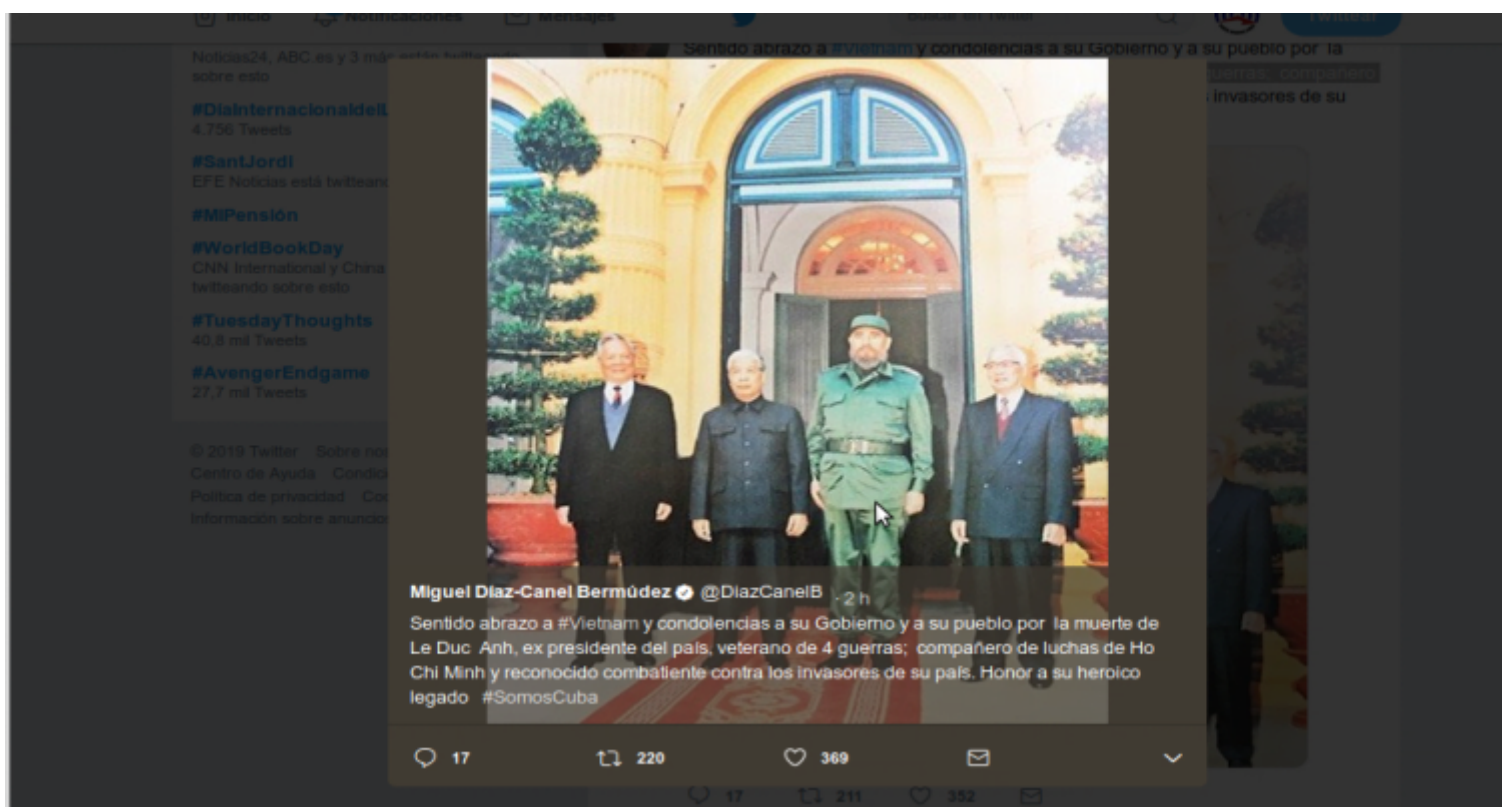 Inicio Notificaciones Mensajes Buscar en Twitter Twittear
Noticias24, ABC.es y 3 más están twitteando
sobre esto
#DíaInternacionaldelL
4.756 Tweets
#SantJordi
EFE Noticias está twitteando
#MiPensión
#WorldBookDay
CNN International y China
twitteando sobre esto
#TuesdayThoughts
40,8 mil Tweets
#AvengerEndgame
27,7 mil Tweets
© 2019 Twitter Sobre nos
Centro de Ayuda Condic
Política de privacidad Coo
Información sobre anuncio
Sentido abrazo a #Vietnam y condolencias a su Gobierno y a su pueblo por la
guerras; compañero
invasores de su
Miguel Díaz-Canel Bermúdez @DiazCanelB · 2 h
Sentido abrazo a #Vietnam y condolencias a su Gobierno y a su pueblo por la muerte de
Le Duc Anh, ex presidente del país, veterano de 4 guerras; compañero de luchas de Ho
Chi Minh y reconocido combatiente contra los invasores de su país. Honor a su heroico
legado #SomosCuba
17 220 369
17 211 352